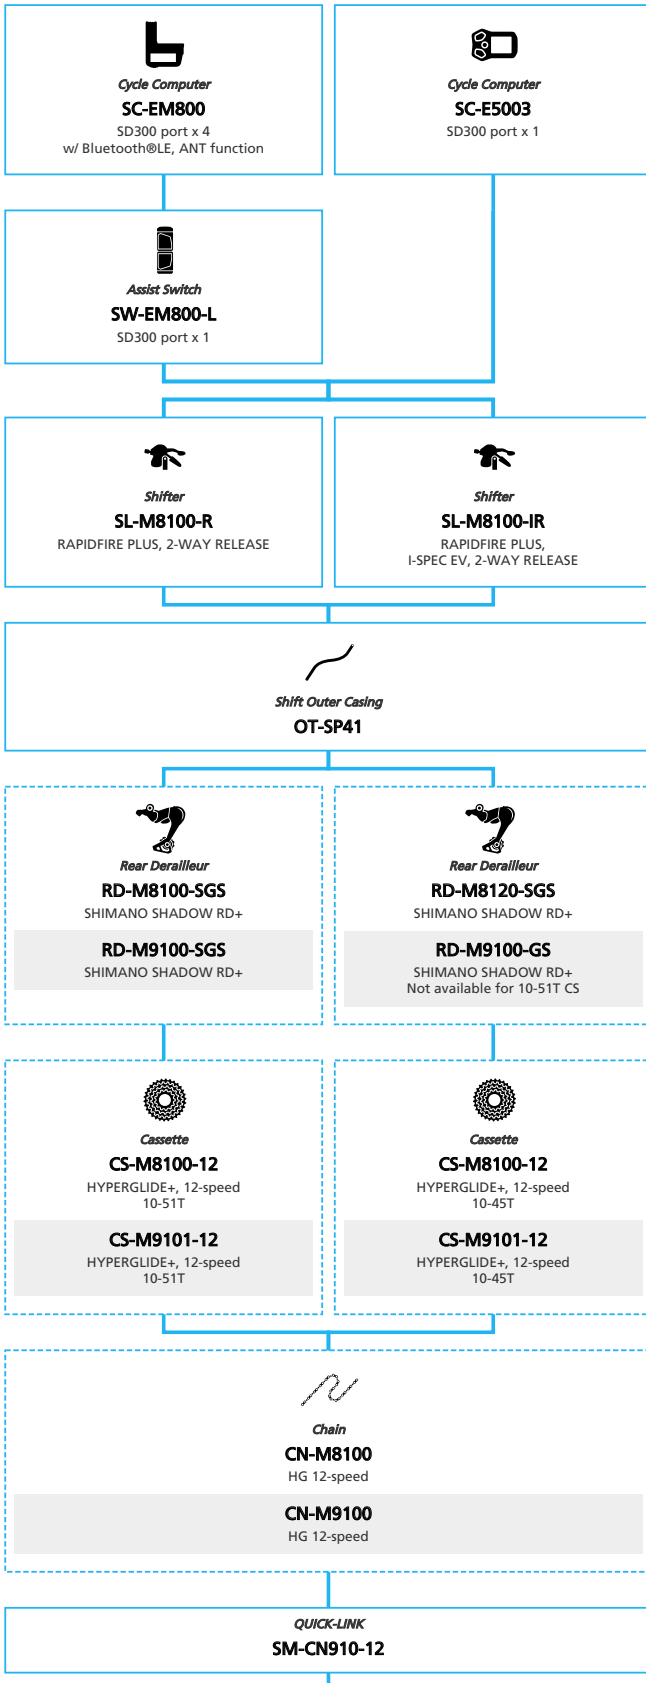 Cycle Computer
SC-EM800
SD300 port x 4
w/ Bluetooth®LE, ANT function
Cycle Computer
SC-E5003
SD300 port x 1
Assist Switch
SW-EM800-L
SD300 port x 1
Shifter
SL-M8100-R
RAPIDFIRE PLUS, 2-WAY RELEASE
Shifter
SL-M8100-IR
RAPIDFIRE PLUS,
I-SPEC EV, 2-WAY RELEASE
Shift Outer Casing
OT-SP41
Rear Derailleur
RD-M8100-SGS
SHIMANO SHADOW RD+
RD-M9100-SGS
SHIMANO SHADOW RD+
Rear Derailleur
RD-M8120-SGS
SHIMANO SHADOW RD+
RD-M9100-GS
SHIMANO SHADOW RD+
Not available for 10-51T CS
Cassette
CS-M8100-12
HYPERGLIDE+, 12-speed
10-51T
CS-M9101-12
HYPERGLIDE+, 12-speed
10-51T
Cassette
CS-M8100-12
HYPERGLIDE+, 12-speed
10-45T
CS-M9101-12
HYPERGLIDE+, 12-speed
10-45T
Chain
CN-M8100
HG 12-speed
CN-M9100
HG 12-speed
QUICK-LINK
SM-CN910-12